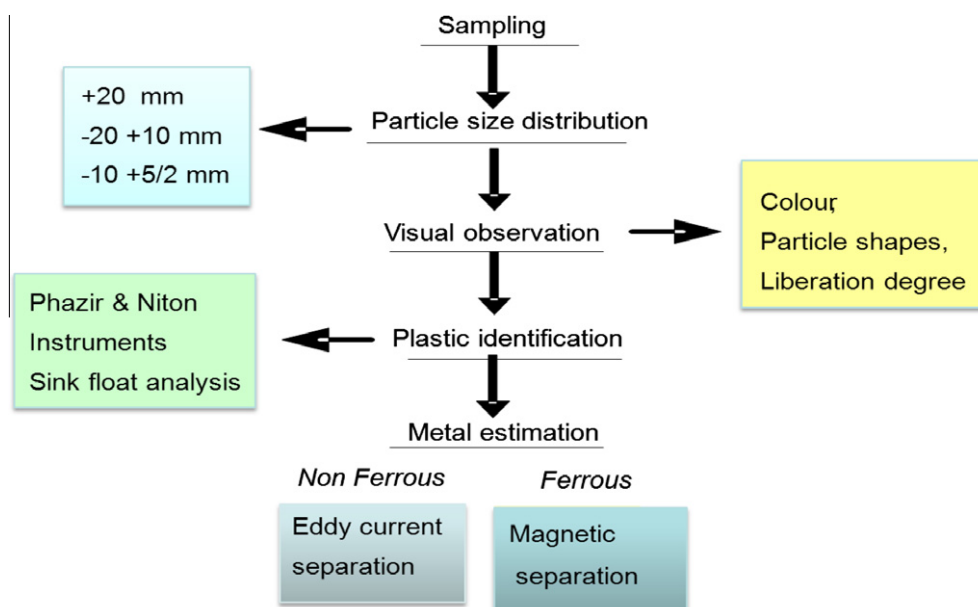 Sampling
Particle size distribution
+20 mm
-20 +10 mm
-10 +5/2 mm
Visual observation
Colour,
Particle shapes,
Liberation degree
Plastic identification
Phazir & Niton
Instruments
Sink float analysis
Metal estimation
Non Ferrous
Ferrous
Eddy current
separation
Magnetic
separation